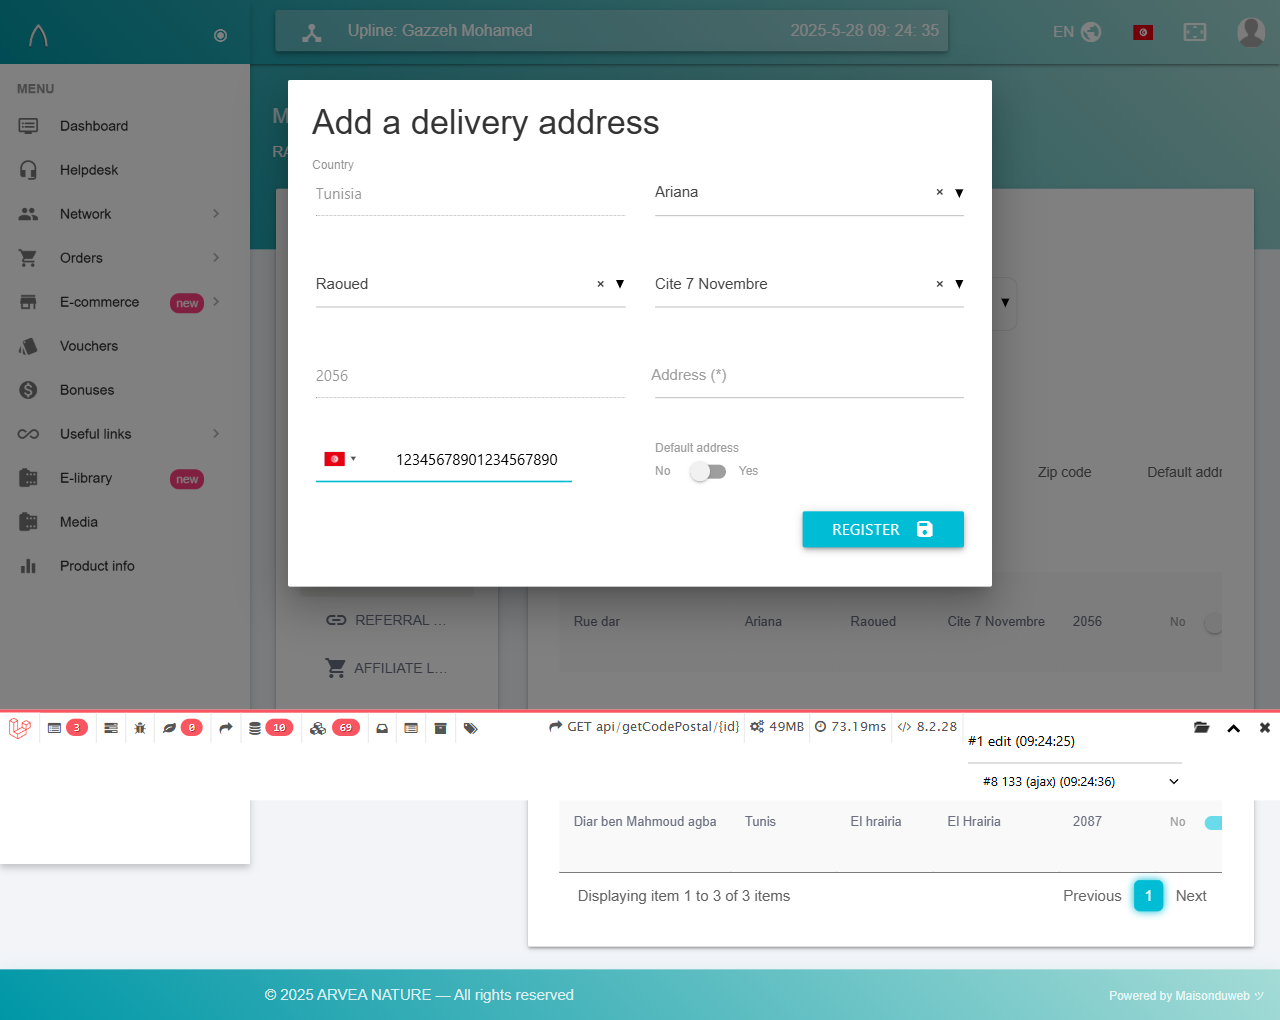 Upline: Gazzeh Mohamed
2025-5-28 09: 24: 35
EN
MENU
Dashboard
Helpdesk
Network
Orders
E-commerce
new
Vouchers
Bonuses
Useful links
E-library
new
Media
Product info
Add a delivery address
Country
Tunisia
Ariana
×
Raoued
×
Cite 7 Novembre
×
2056
Address (*)
12345678901234567890
Default address
No
Yes
REGISTER
Zip code
Default addr
REFERRAL ...
AFFILIATE L...
Rue dar
Ariana
Raoued
Cite 7 Novembre
2056
No
3
0
10
69
GET api/getCodePostal/{id}
49MB
73.19ms
8.2.28
#1 edit (09:24:25)
#8 133 (ajax) (09:24:36)
Diar ben Mahmoud agba
Tunis
El hrairia
El Hrairia
2087
No
Displaying item 1 to 3 of 3 items
Previous
1
Next
© 2025 ARVEA NATURE — All rights reserved
Powered by Maisonduweb ツ